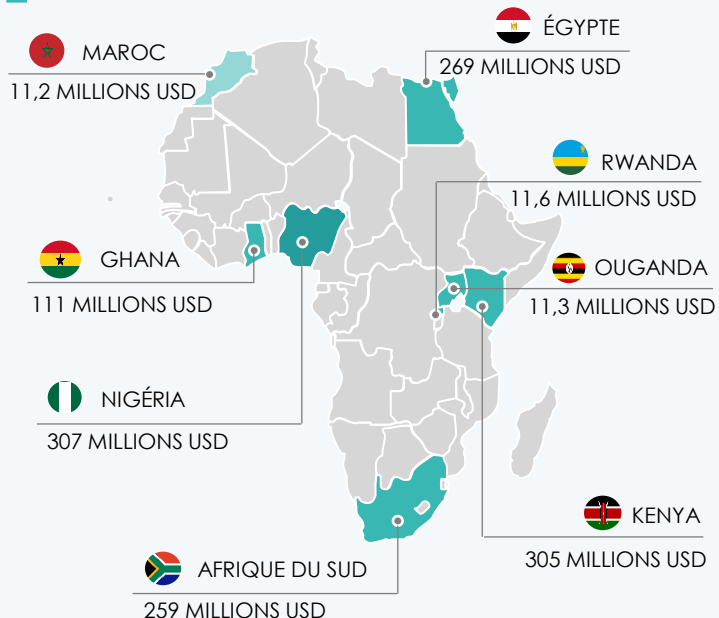 MAROC
11,2 MILLIONS USD
ÉGYPTE
269 MILLIONS USD
RWANDA
11,6 MILLIONS USD
GHANA
111 MILLIONS USD
OUGANDA
11,3 MILLIONS USD
NIGÉRIA
307 MILLIONS USD
KENYA
305 MILLIONS USD
AFRIQUE DU SUD
259 MILLIONS USD